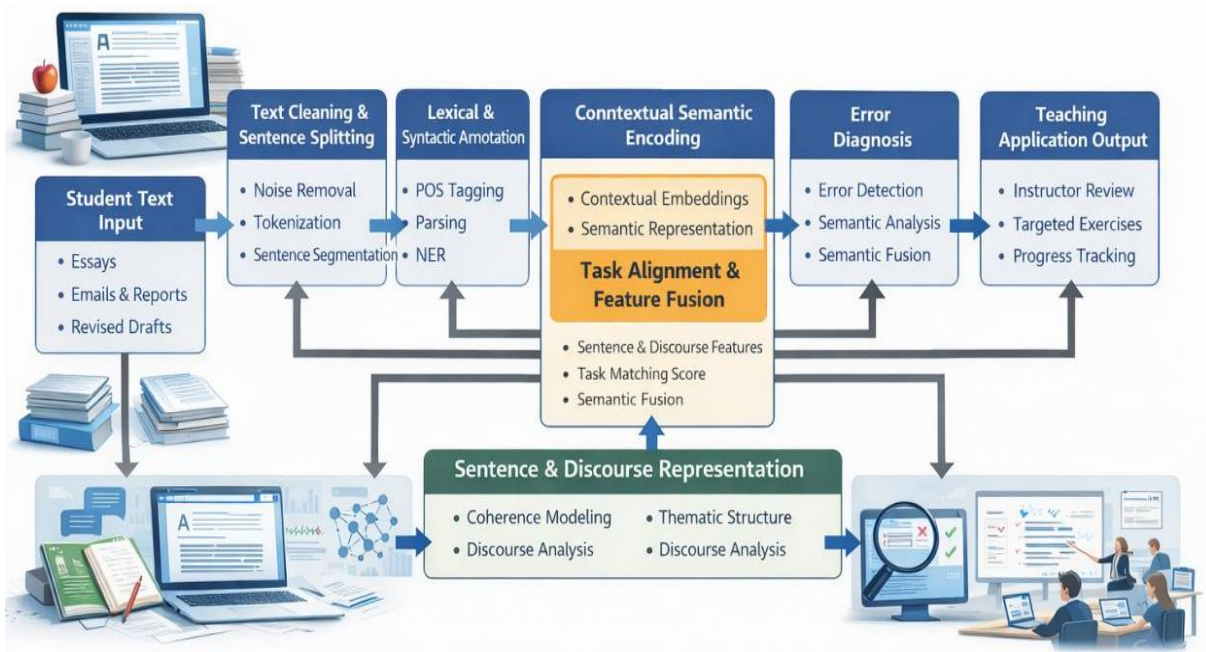 A
Text Cleaning &
Sentence Splitting
• Noise Removal
• Tokenization
• Sentence Segmentation
Lexical &
Syntactic Amotation
• POS Tagging
• Parsing
• NER
Conntextual Semantic
Encoding
• Contextual Embeddings
• Semantic Representation
Task Alignment &
Feature Fusion
• Sentence & Discourse Features
• Task Matching Score
• Semantic Fusion
Error
Diagnosis
• Error Detection
• Semantic Analysis
• Semantic Fusion
Teaching
Application Output
• Instructor Review
• Targeted Exercises
• Progress Tracking
Student Text
Input
• Essays
• Emails & Reports
• Revised Drafts
Sentence & Discourse Representation
• Coherence Modeling
• Thematic Structure
• Discourse Analysis
• Discourse Analysis
A